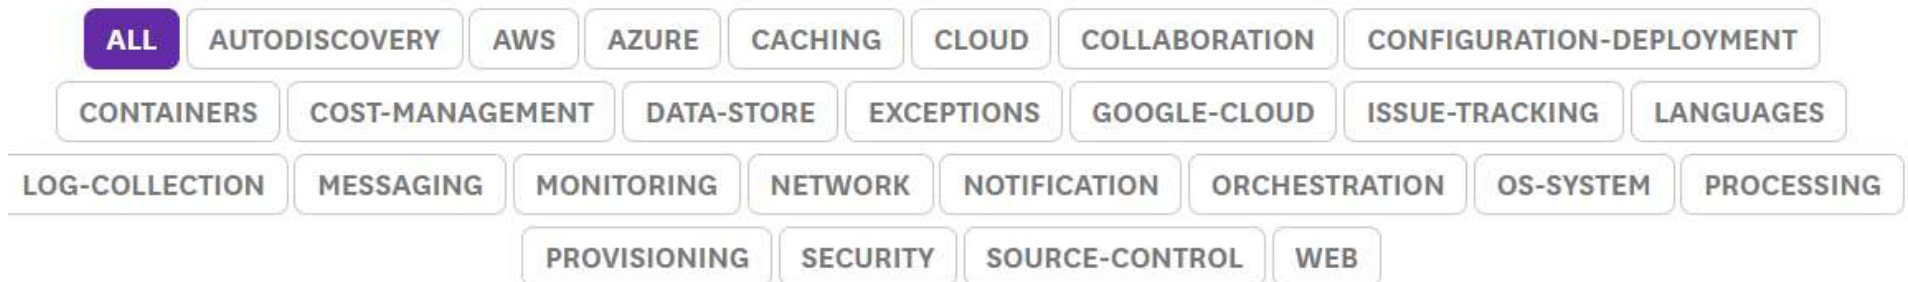 ALL AUTODISCOVERY AWS AZURE CACHING CLOUD COLLABORATION CONFIGURATION-DEPLOYMENT
CONTAINERS COST-MANAGEMENT DATA-STORE EXCEPTIONS GOOGLE-CLOUD ISSUE-TRACKING LANGUAGES
LOG-COLLECTION MESSAGING MONITORING NETWORK NOTIFICATION ORCHESTRATION OS-SYSTEM PROCESSING
PROVISIONING SECURITY SOURCE-CONTROL WEB